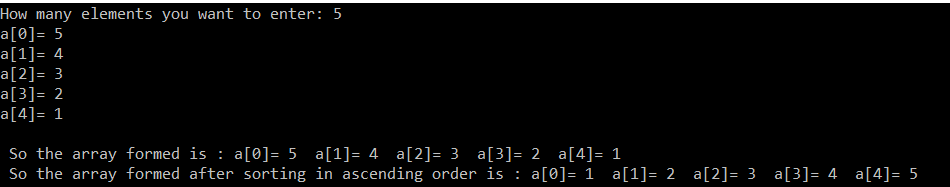 How many elements you want to enter: 5
a[0]= 5
a[1]= 4
a[2]= 3
a[3]= 2
a[4]= 1
So the array formed is : a[0]= 5  a[1]= 4  a[2]= 3  a[3]= 2  a[4]= 1
So the array formed after sorting in ascending order is : a[0]= 1  a[1]= 2  a[2]= 3  a[3]= 4  a[4]= 5